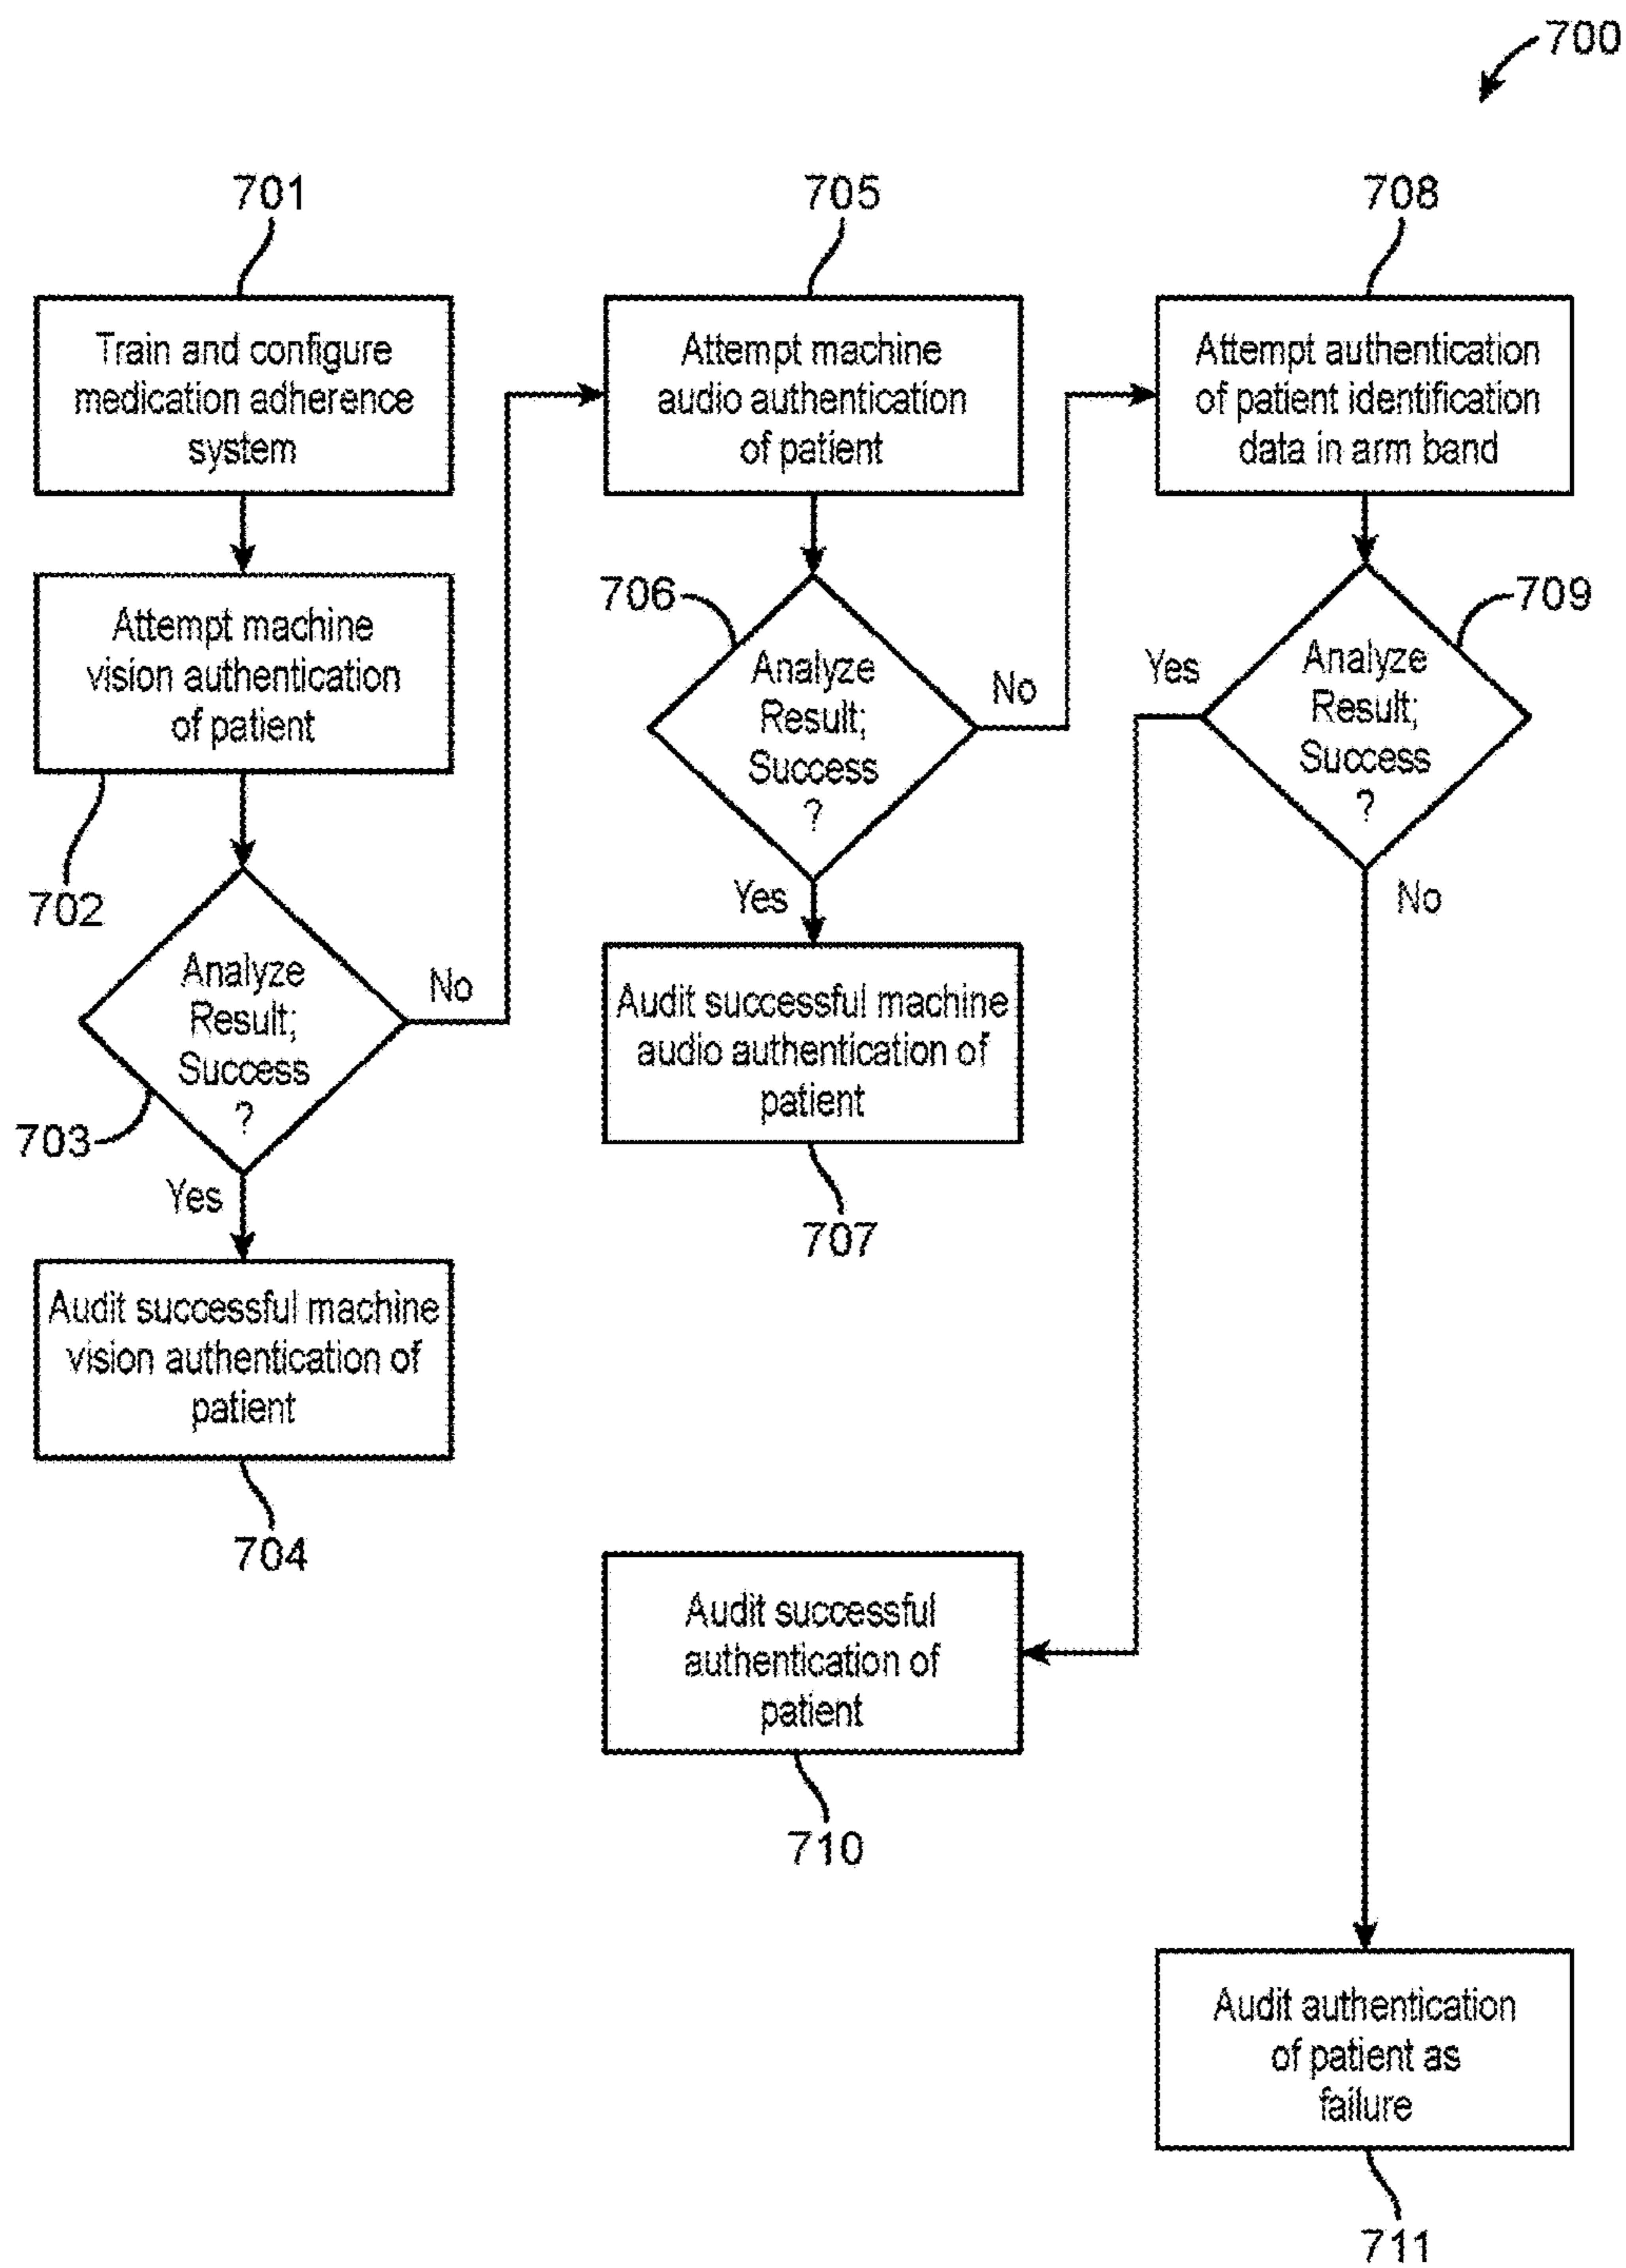 700
701
Train and configure
medication adherence
system
Attempt machine
vision authentication
of patient
702
Analyze
Result;
Success
?
703
No
Yes
Audit successful machine
vision authentication of
patient
704
705
Attempt machine
audio authentication
of patient
706
Analyze
Result;
Success
?
No
Yes
Audit successful machine
audio authentication of
patient
707
708
Attempt authentication
of patient identification
data in arm band
709
Analyze
Result;
Success
?
Yes
No
Audit successful
authentication of
patient
710
Audit authentication
of patient as
failure
711